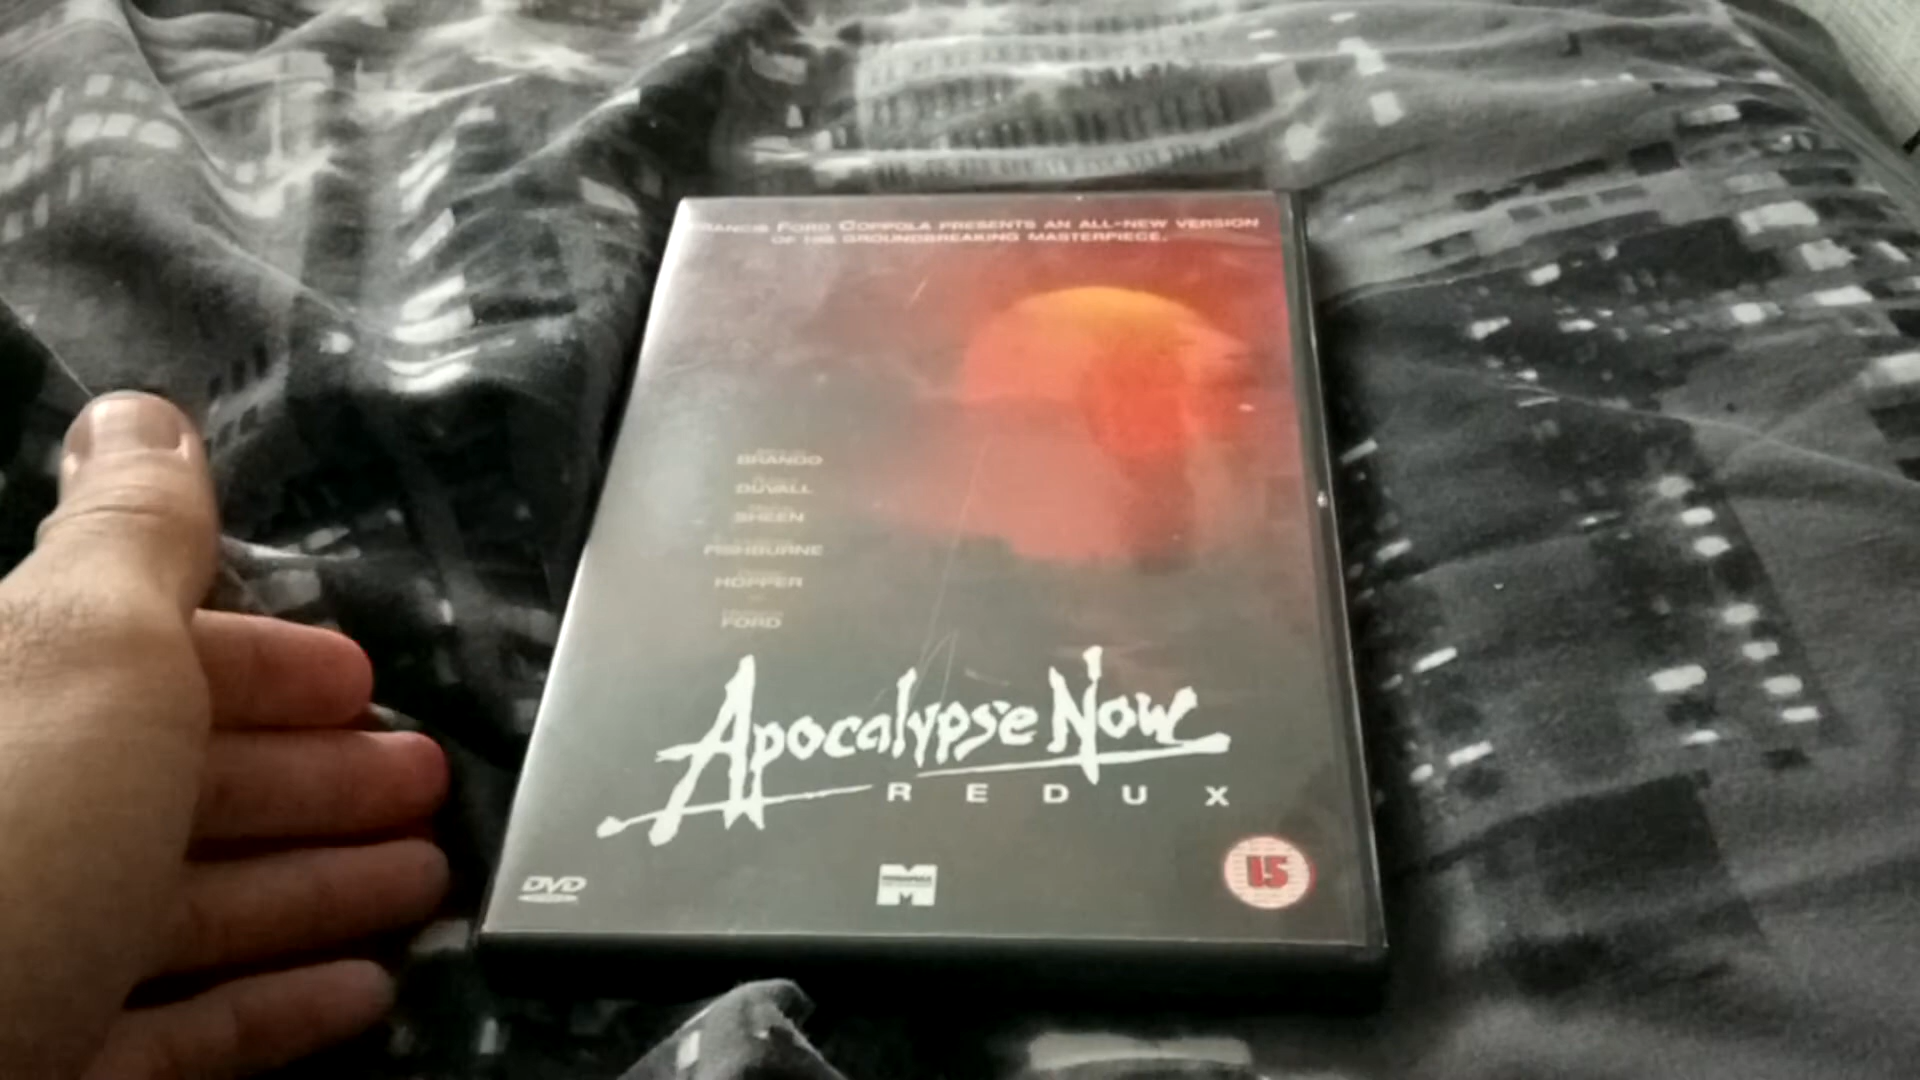 FRANCIS FORD COPPOLA PRESENTS AN ALL-NEW VERSION
OF HIS GROUNDBREAKING MASTERPIECE.
BRANDO
DUVALL
SHEEN
FISHBURNE
HOPPER
FORD
Apocalypse Now
REDUX
DVD
15